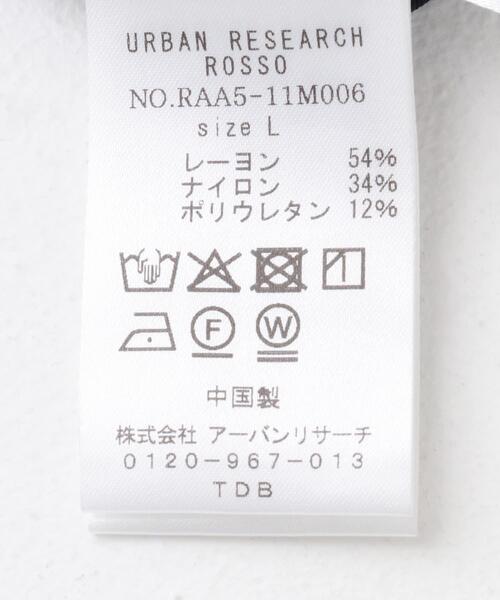 URBAN RESEARCH
ROSSO
NO.RAA5-11M006
size L
レーヨン 54%
ナイロン 34%
ポリウレタン 12%
F W
中国製
株式会社 アーバンリサーチ
0120-967-013
TDB